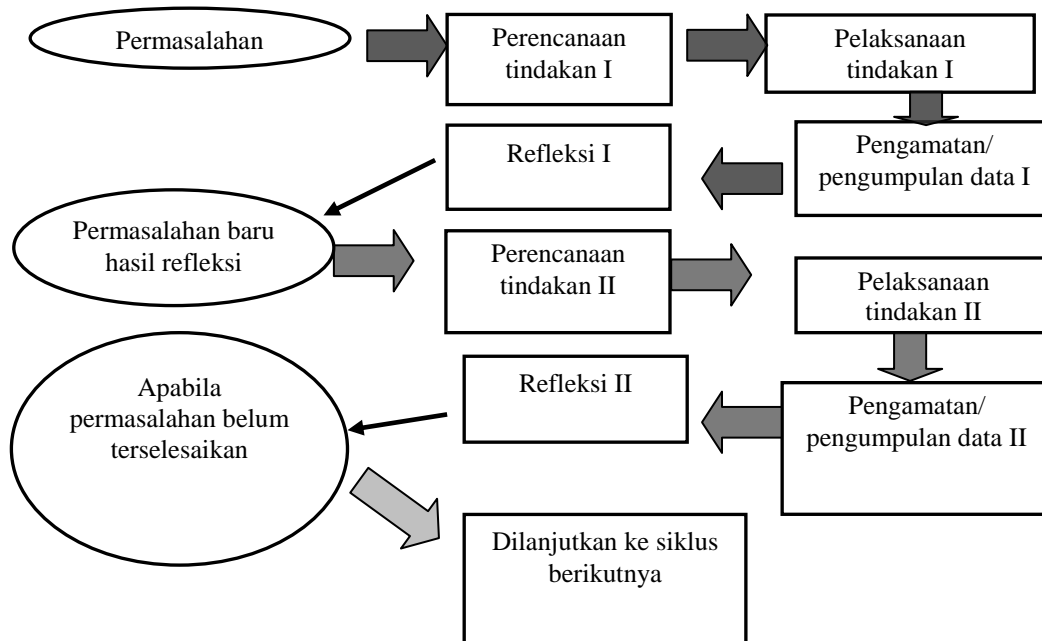 Permasalahan
Perencanaan
tindakan I
Pelaksanaan
tindakan I
Refleksi I
Pengamatan/
pengumpulan data I
Permasalahan baru
hasil refleksi
Perencanaan
tindakan II
Pelaksanaan
tindakan II
Apabila
permasalahan belum
terselesaikan
Refleksi II
Pengamatan/
pengumpulan data II
Dilanjutkan ke siklus
berikutnya